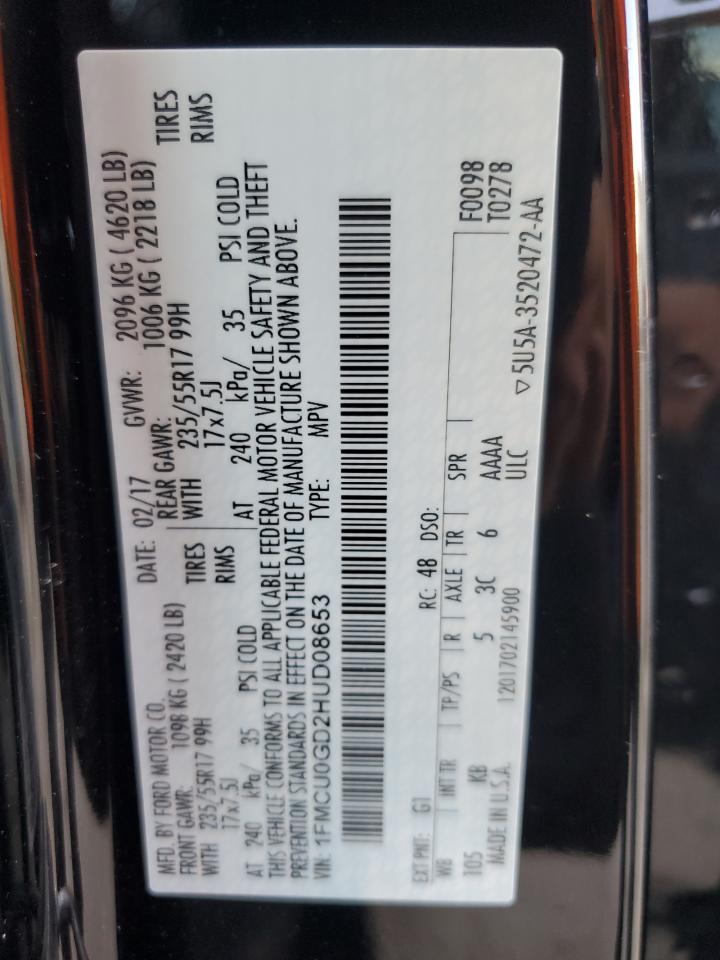 MFD. BY FORD MOTOR CO. DATE: 02/17 GVWR: 2096 KG ( 4620 LB)
FRONT GAWR: 1098 KG ( 2420 LB) REAR GAWR: 1006 KG ( 2218 LB)
WITH 235/55R17 99H TIRES WITH 235/55R17 99H TIRES
17x7.5J RIMS 17x7.5J RIMS
AT 240 kPa/ 35 PSI COLD AT 240 kPa/ 35 PSI COLD
THIS VEHICLE CONFORMS TO ALL APPLICABLE FEDERAL MOTOR VEHICLE SAFETY AND THEFT
PREVENTION STANDARDS IN EFFECT ON THE DATE OF MANUFACTURE SHOWN ABOVE.
VIN: 1FMCU0GD2HUD08653 TYPE: MPV
EXT PNT: G1 RC: 48 DSO: F0098
WB INT TR TP/PS R AXLE TR SPR T0278
105 KB 5 3C 6 AAAA ▽5U5A-3520472-AA
MADE IN U.S.A. 1201702145900 ULC